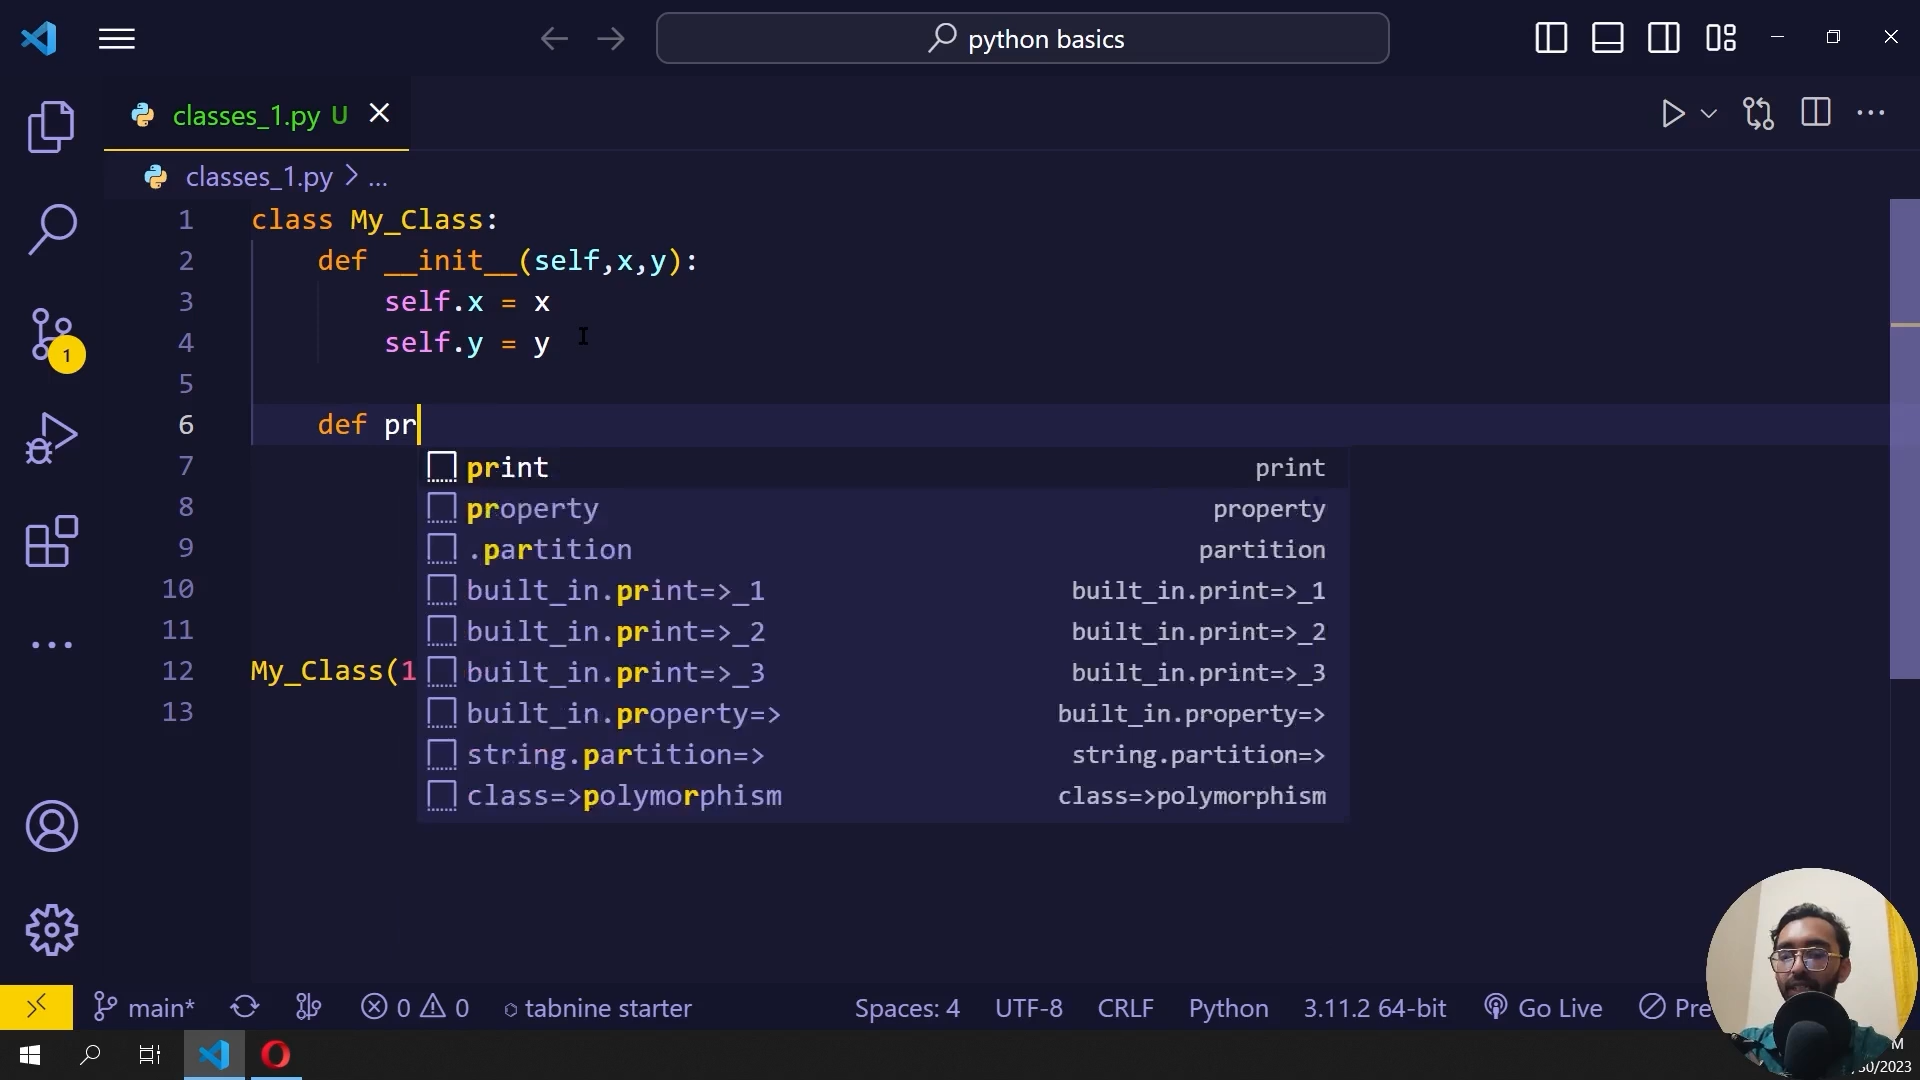 python basics
classes_1.py U
classes_1.py > ...
1 class My_Class:
2 def __init__(self,x,y):
3 self.x = x
4 self.y = y
5
6 def pr
7 print print
8 property property
9 .partition partition
10 built_in.print=>_1 built_in.print=>_1
11 built_in.print=>_2 built_in.print=>_2
12 My_Class(1 built_in.print=>_3 built_in.print=>_3
13 built_in.property=> built_in.property=>
string.partition=> string.partition=>
class=>polymorphism class=>polymorphism
1
main* 0 0 tabnine starter Spaces: 4 UTF-8 CRLF Python 3.11.2 64-bit Go Live
M
/2023